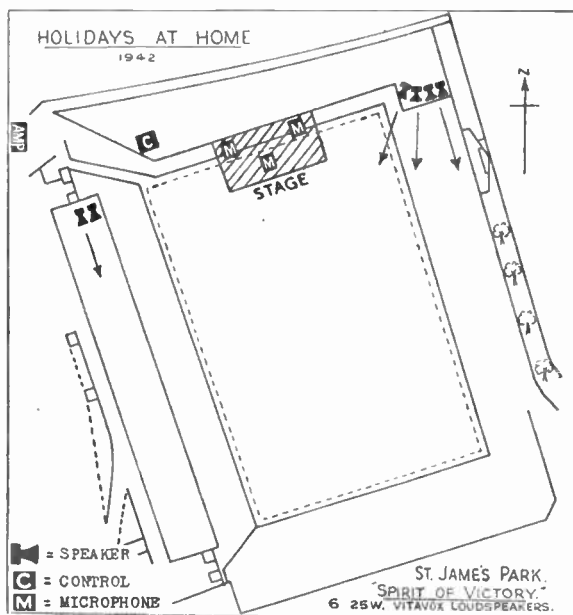 HOLIDAYS AT HOME
1942
N
AMP
C
M
M
M
STAGE
= SPEAKER
C = CONTROL
M = MICROPHONE
ST. JAMES PARK.
"SPIRIT OF VICTORY."
6 25W. VITAVOX LOUDSPEAKERS.